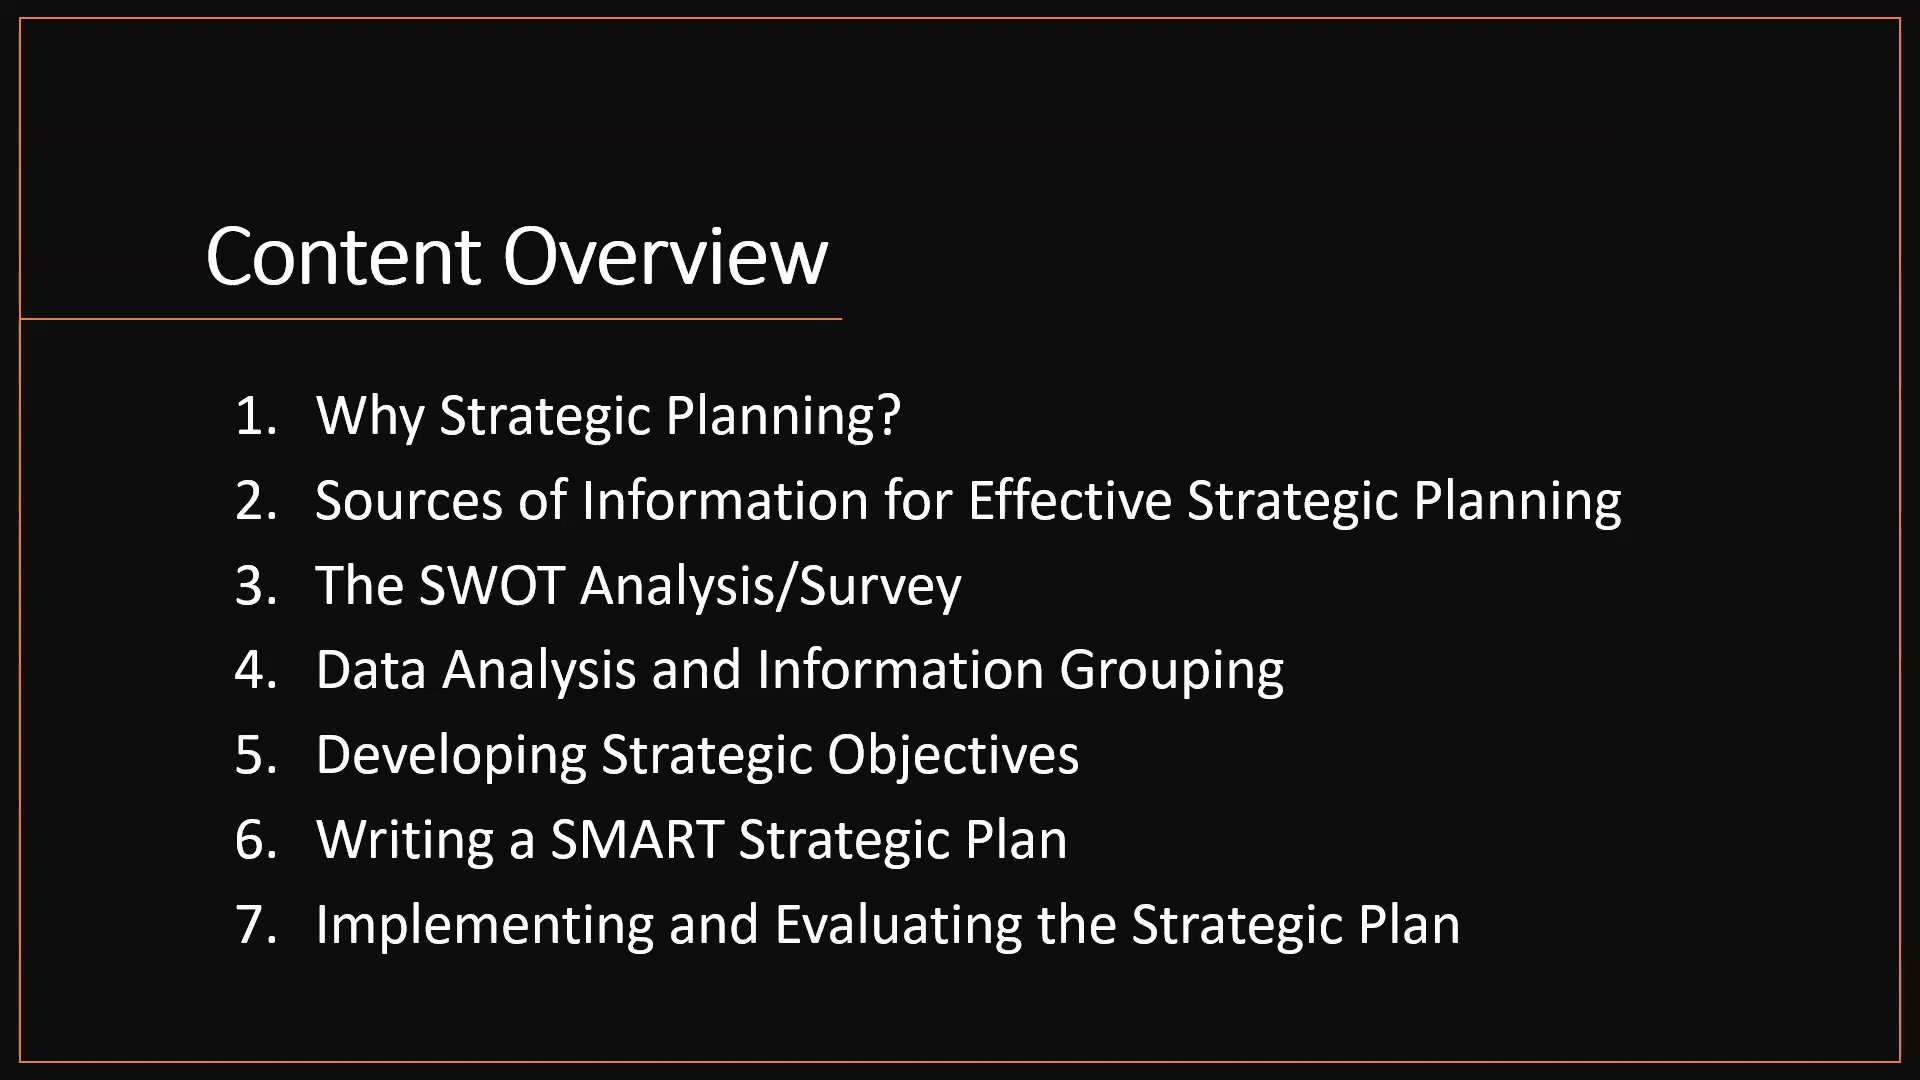 Content Overview
1. Why Strategic Planning?
2. Sources of Information for Effective Strategic Planning
3. The SWOT Analysis/Survey
4. Data Analysis and Information Grouping
5. Developing Strategic Objectives
6. Writing a SMART Strategic Plan
7. Implementing and Evaluating the Strategic Plan